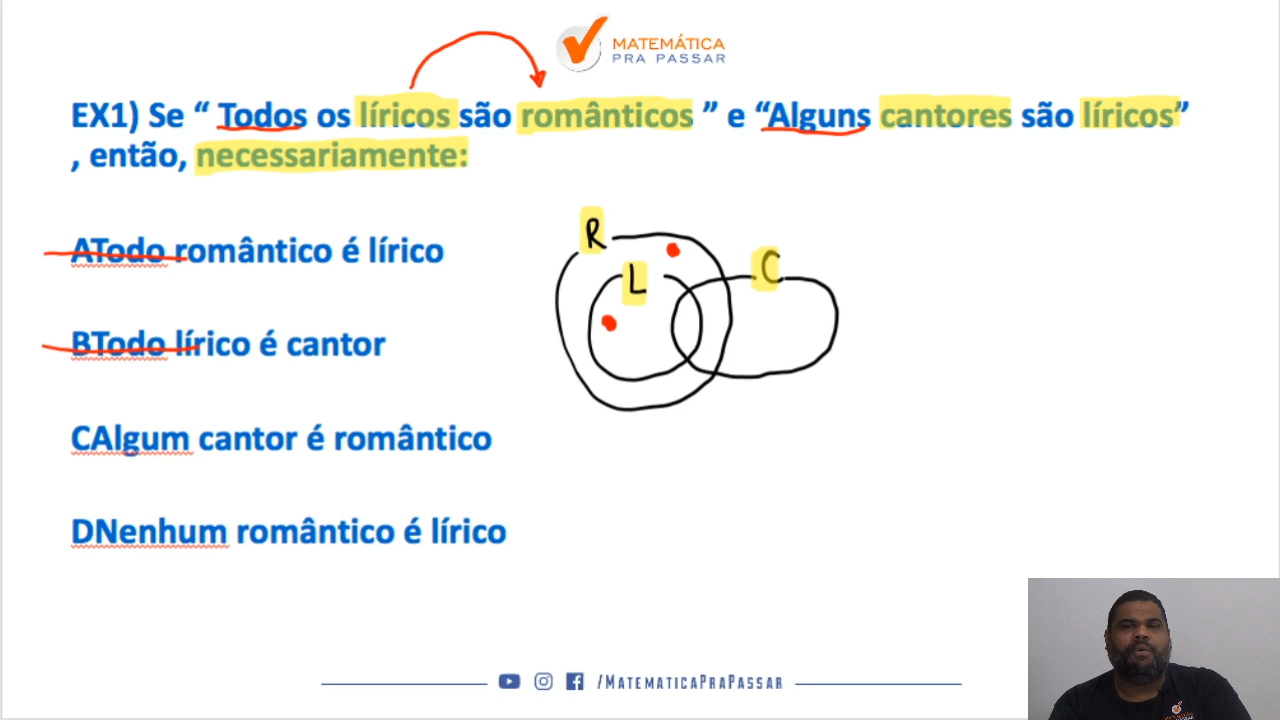 MATEMÁTICA
PRA PASSAR
EX1) Se “ Todos os líricos são românticos ” e “Alguns cantores são líricos”
, então, necessariamente:
ATodo romântico é lírico
BTodo lírico é cantor
CAlgum cantor é romântico
DNenhum romântico é lírico
R
L
C
/MATEMATICAPRAPASSAR